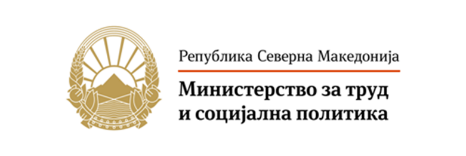 Република Северна Македонија
Министерство за труд
и социјална политика